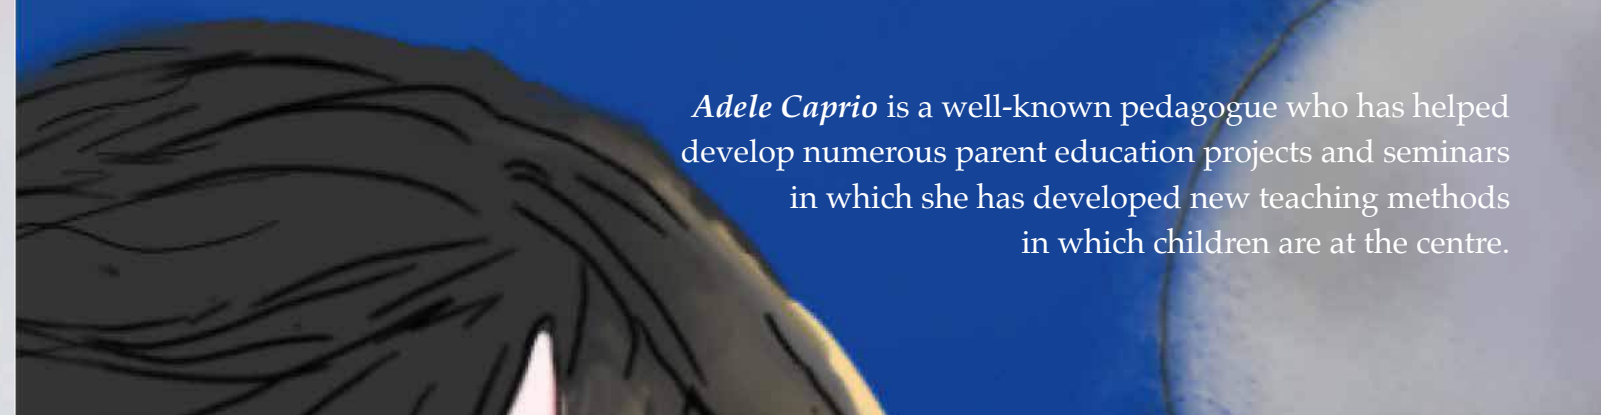 Adele Caprio is a well-known pedagogue who has helped
develop numerous parent education projects and seminars
in which she has developed new teaching methods
in which children are at the centre.